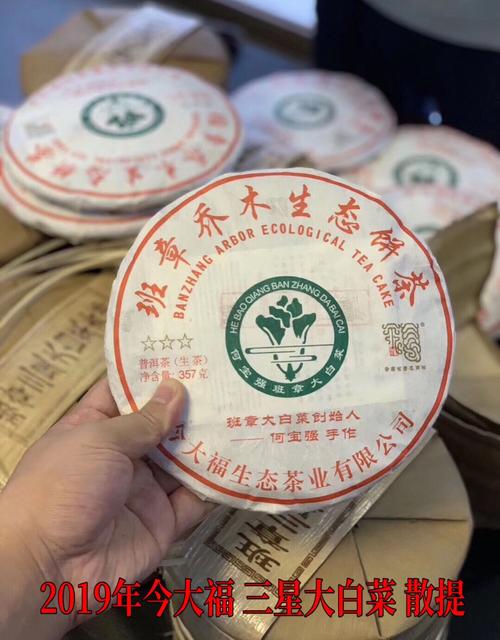 班章乔木生态饼茶
BANZHANG ARBOR ECOLOGICAL TEA CAKE
HE BAO QIANG BAN ZHANG DA BAI CAI
何宝强班章大白菜
☆☆☆
普洱茶(生茶)
净含量:357克
班章大白菜创始人
——何宝强 手作
大福生态茶业有限公司
2019年今大福 三星大白菜 散提